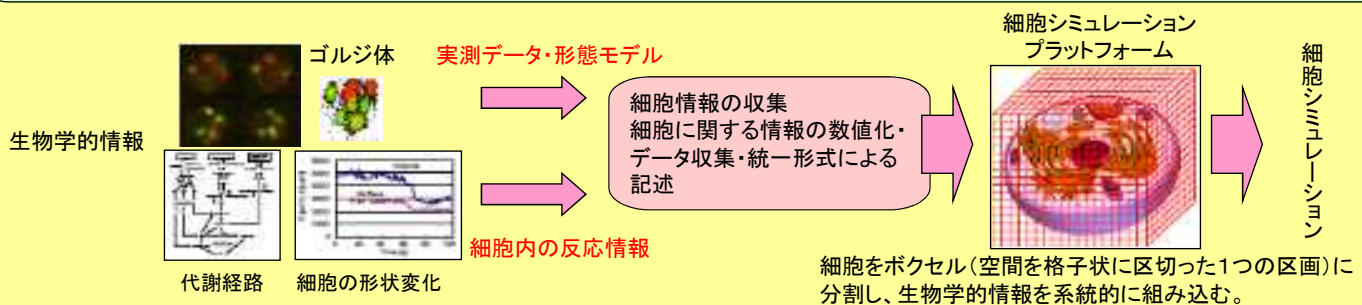 細胞シミュレーション
プラットフォーム
ゴルジ体
実測データ・形態モデル
細胞シミュレーション
生物学的情報
細胞情報の収集
細胞に関する情報の数値化・
データ収集・統一形式による
記述
細胞内の反応情報
代謝経路
細胞の形状変化
細胞をボクセル(空間を格子状に区切った1つの区画)に
分割し、生物学的情報を系統的に組み込む。